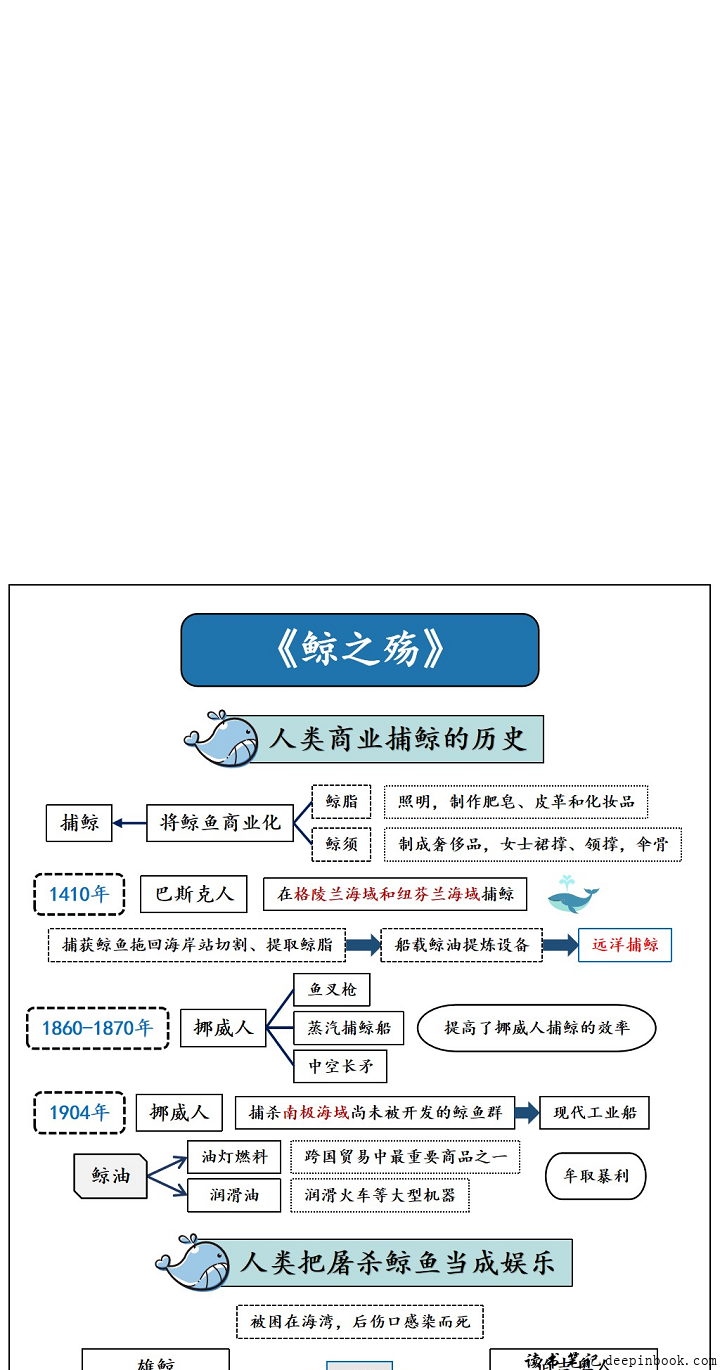 《鲸之殇》
人类商业捕鲸的历史
捕鲸
将鲸鱼商业化
鲸脂
照明，制作肥皂、皮革和化妆品
鲸须
制成奢侈品，女士裙撑、领撑，伞骨
1410年
巴斯克人
在格陵兰海域和纽芬兰海域捕鲸
捕获鲸鱼拖回海岸站切割、提取鲸脂
船载鲸油提炼设备
远洋捕鲸
1860-1870年
挪威人
鱼叉枪
蒸汽捕鲸船
中空长矛
提高了挪威人捕鲸的效率
1904年
挪威人
捕杀南极海域尚未被开发的鲸鱼群
现代工业船
鲸油
油灯燃料
跨国贸易中最重要商品之一
润滑油
润滑火车等大型机器
牟取暴利
人类把屠杀鲸鱼当成娱乐
被困在海湾，后伤口感染而死
雄鲸
读书笔记.deepinbook.com